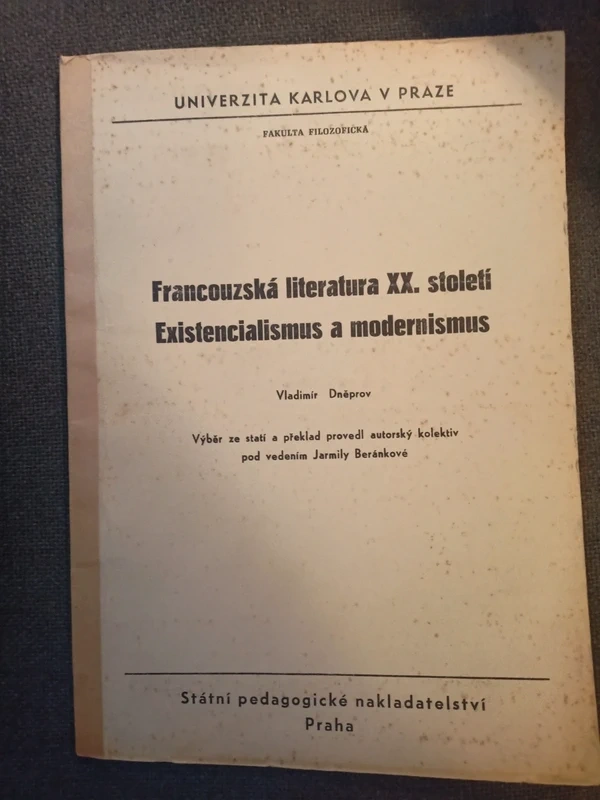 UNIVERZITA KARLOVA V PRAZE
FAKULTA FILOZOFICKÁ
Francouzská literatura XX. století
Existencialismus a modernismus
Vladimír Dněprov
Výběr ze statí a překlad provedl autorský kolektiv
pod vedením Jarmily Beránkové
Státní pedagogické nakladatelství
Praha